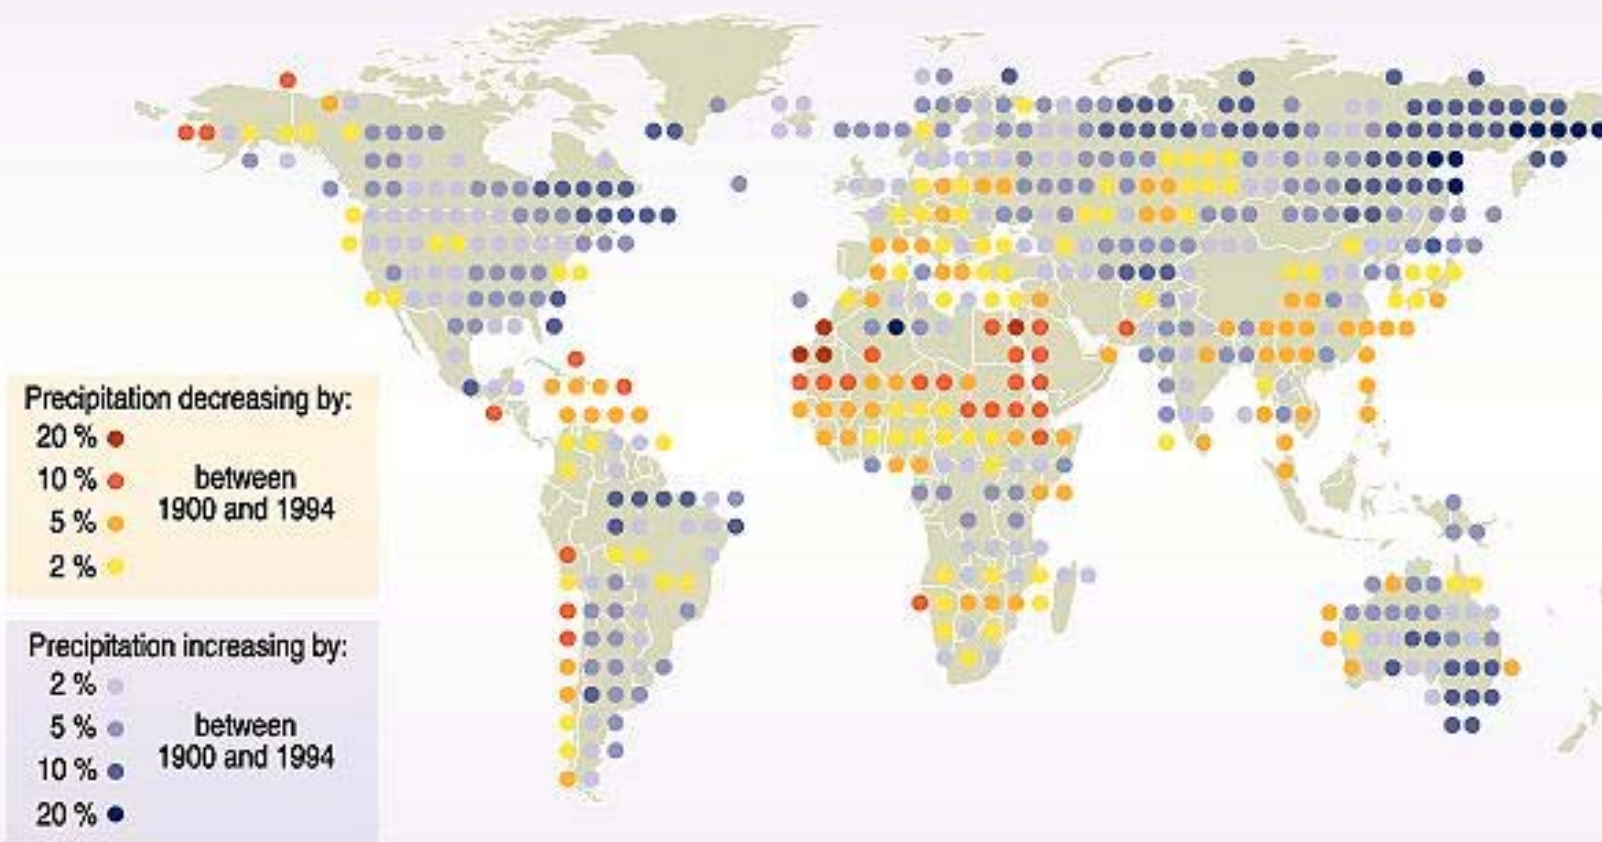 Precipitation decreasing by:
20 %
10 %
between
1900 and 1994
5 %
2 %
Precipitation increasing by:
2 %
5 %
between
1900 and 1994
10 %
20 %